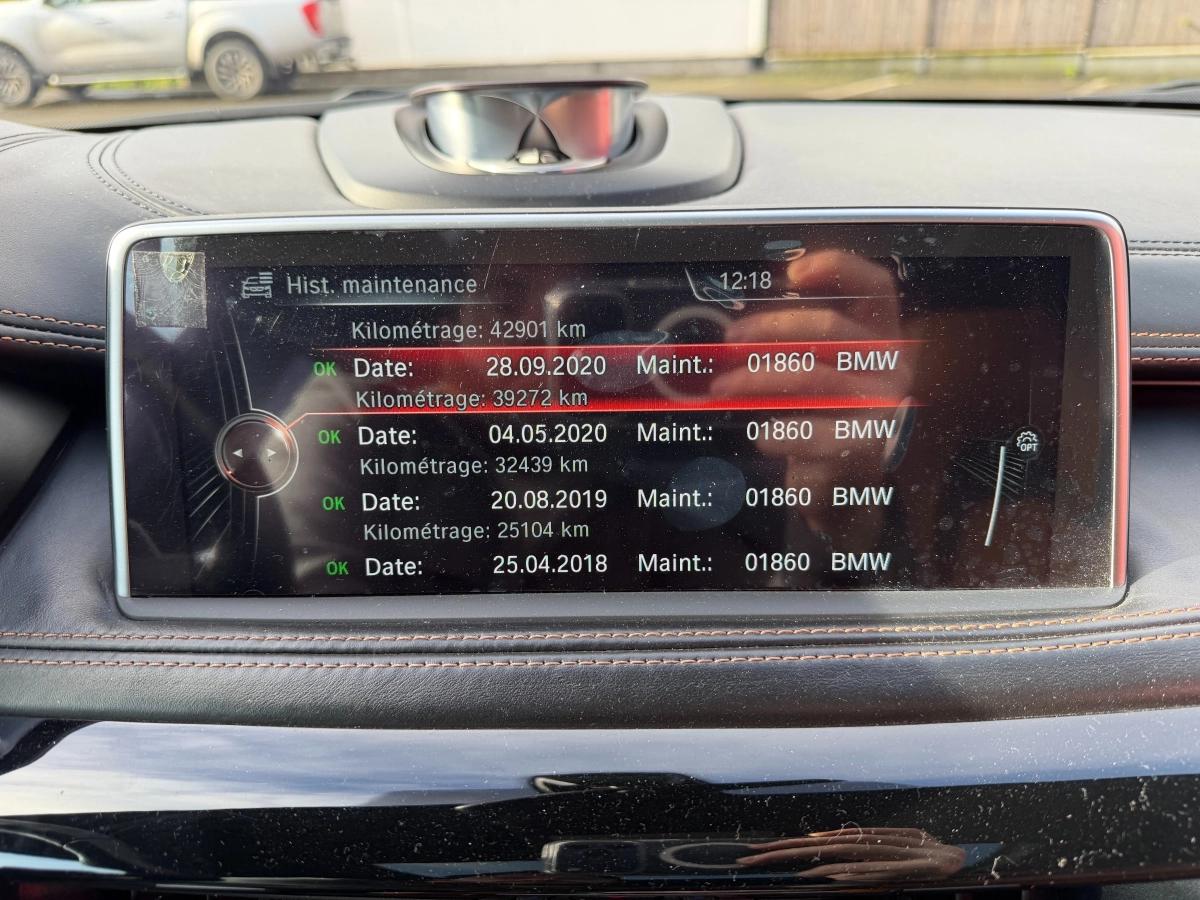 Hist. maintenance 12:18
Kilométrage: 42901 km
OK Date: 28.09.2020 Maint.: 01860 BMW
Kilométrage: 39272 km
OK Date: 04.05.2020 Maint.: 01860 BMW
Kilométrage: 32439 km
OPT
OK Date: 20.08.2019 Maint.: 01860 BMW
Kilométrage: 25104 km
OK Date: 25.04.2018 Maint.: 01860 BMW